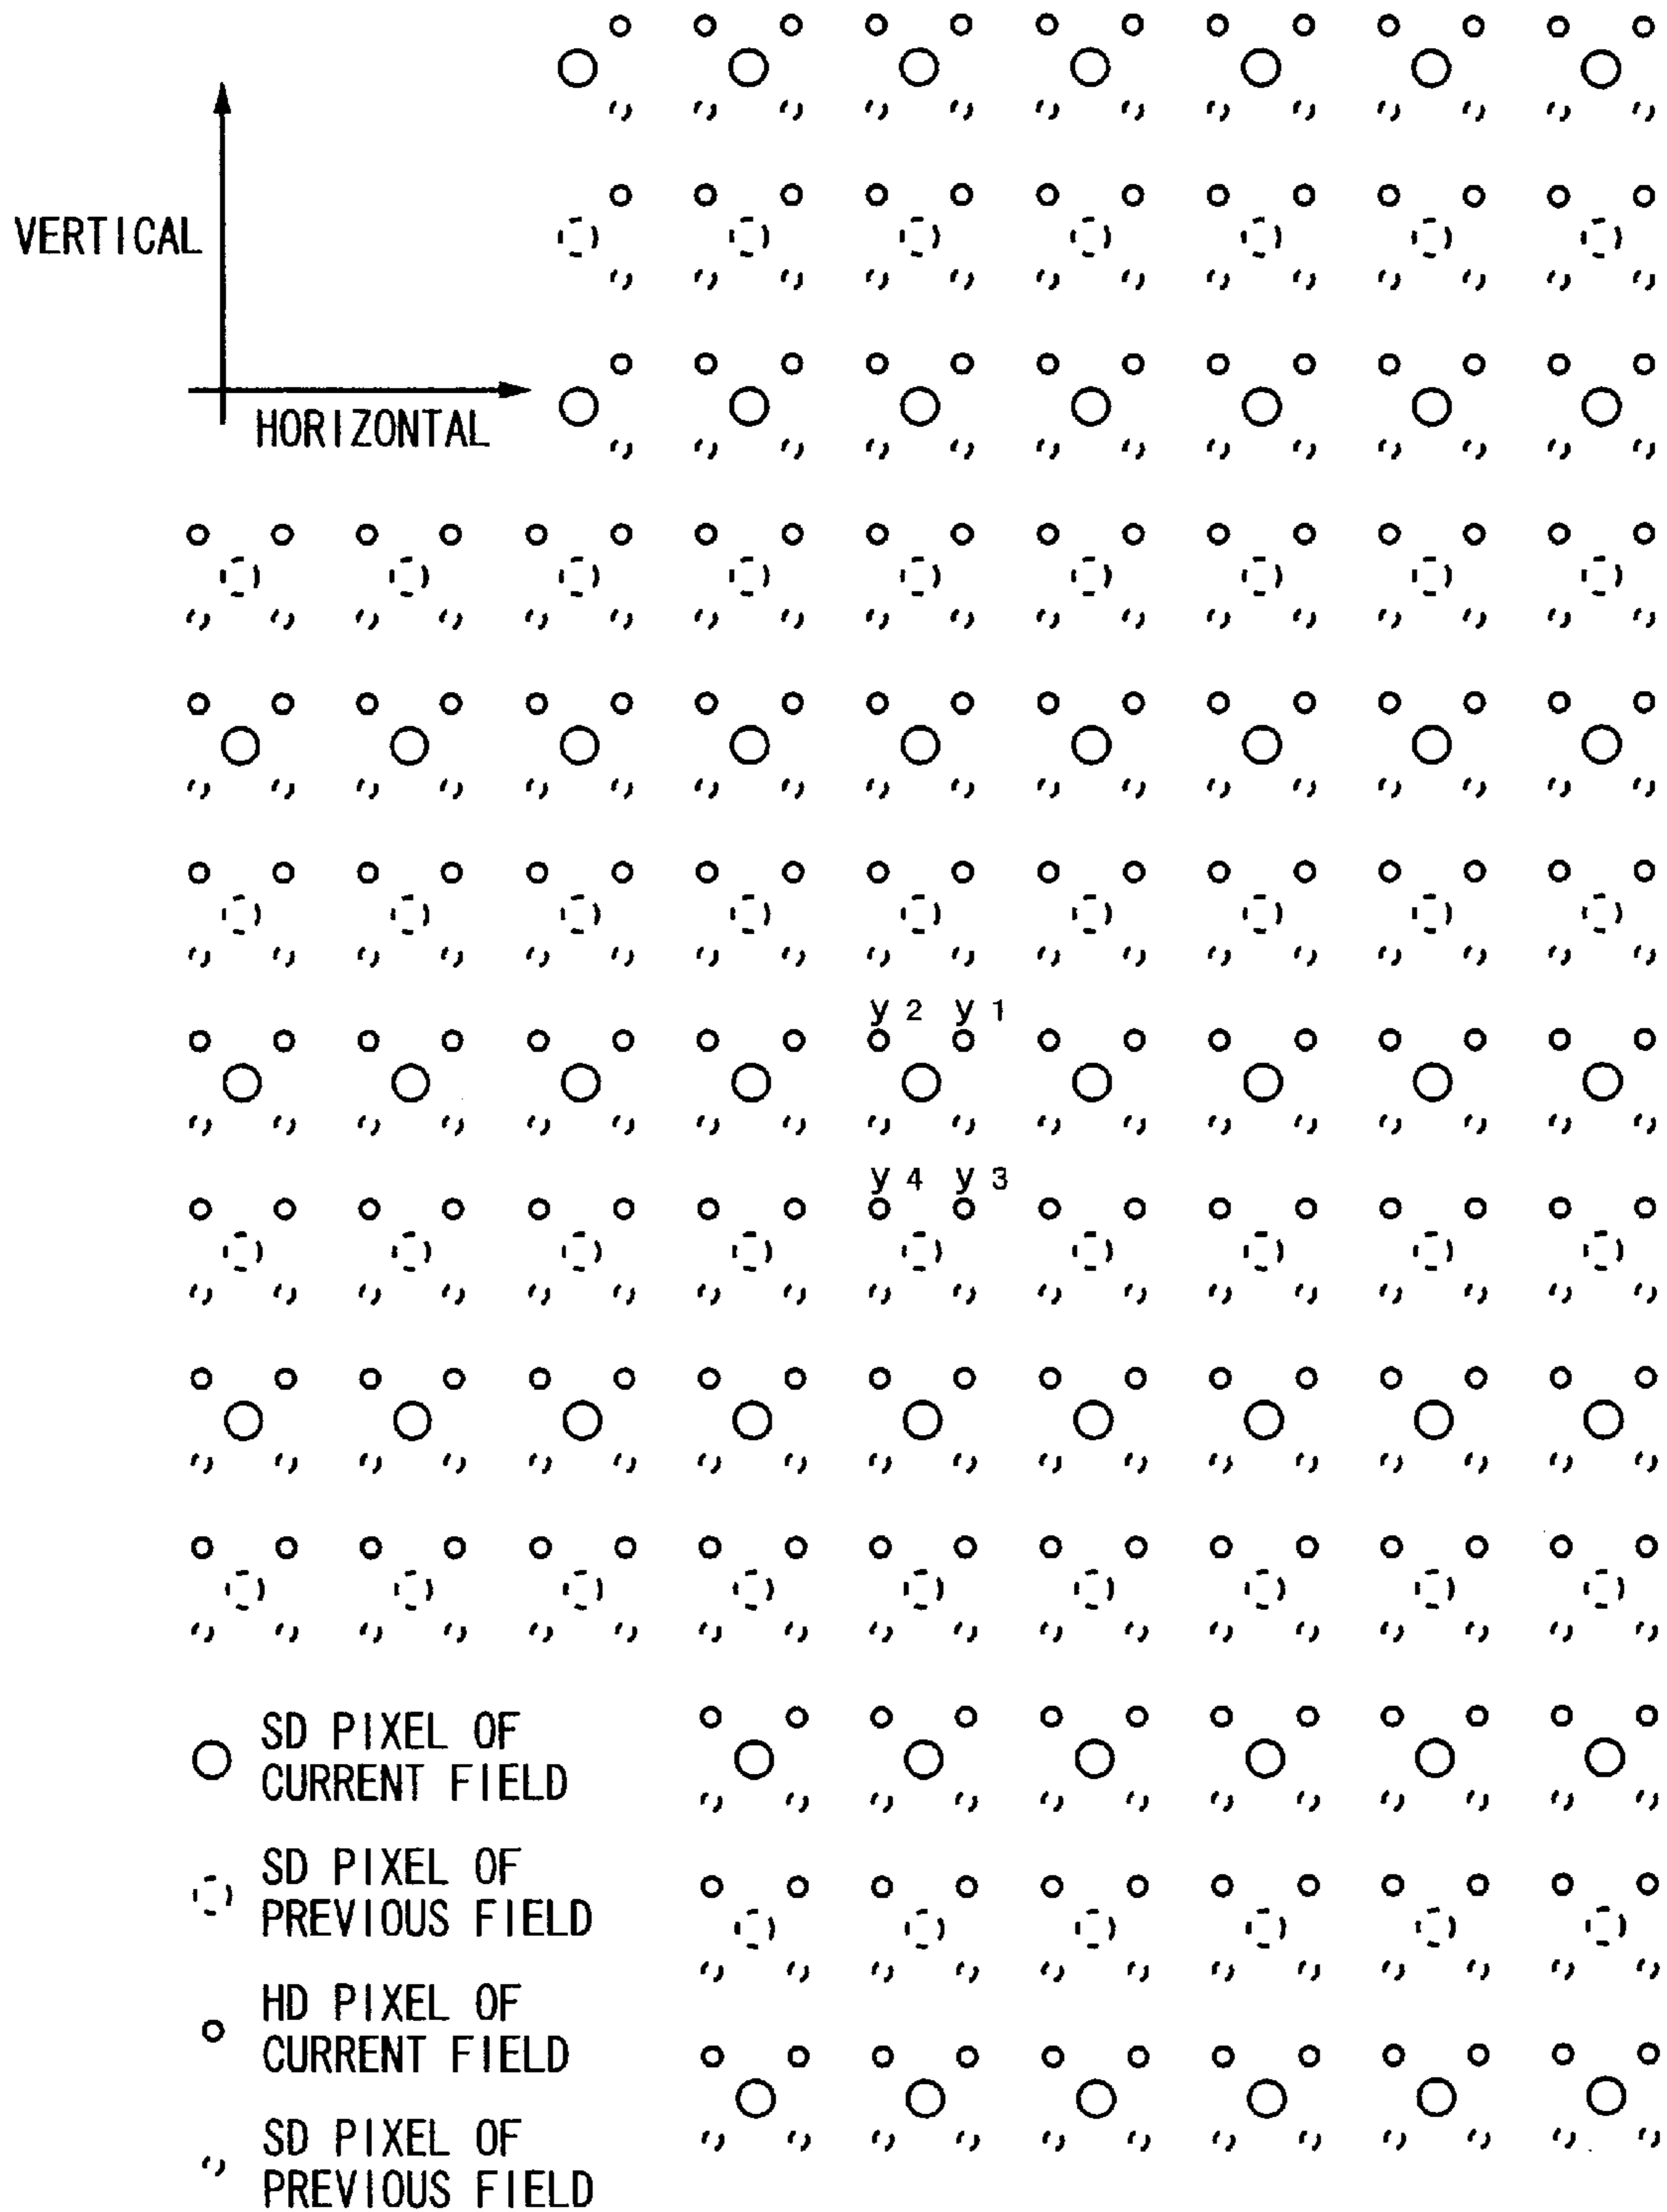 VERTICAL
HORIZONTAL
y 2 y 1
y 4 y 3
SD PIXEL OF
CURRENT FIELD
SD PIXEL OF
PREVIOUS FIELD
HD PIXEL OF
CURRENT FIELD
SD PIXEL OF
PREVIOUS FIELD